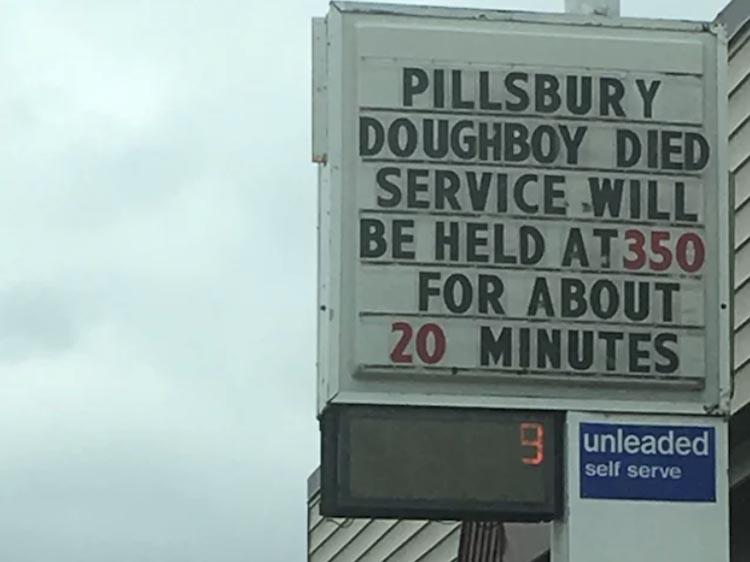 PILLSBURY
DOUGHBOY DIED
SERVICE WILL
BE HELD AT 350
FOR ABOUT
20 MINUTES
9
unleaded
self serve